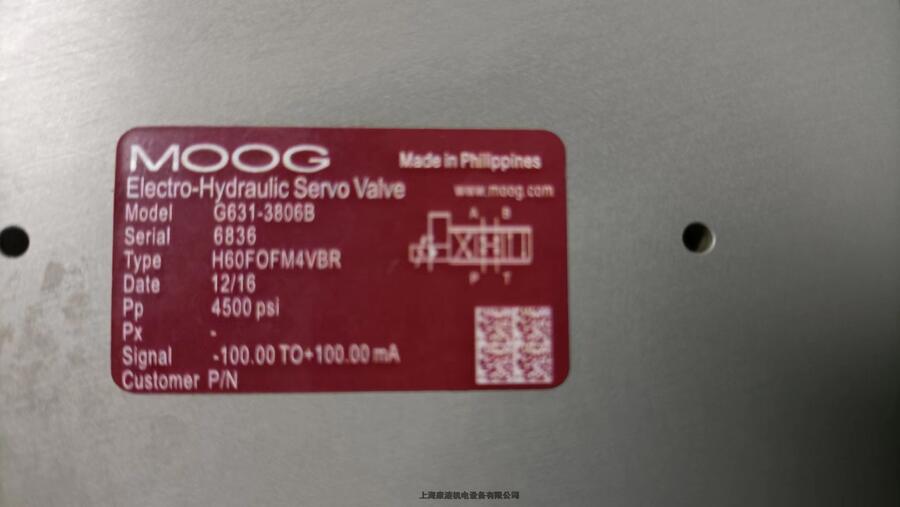 MOOG
Made in Philippines
Electro-Hydraulic Servo Valve
www.moog.com
Model G631-3806B
Serial 6836
Type H60FOFM4VBR
Date 12/16
Pp 4500 psi
Px -
Signal -100.00 TO+100.00 mA
Customer P/N
A B
P T
上海康迪机电设备有限公司